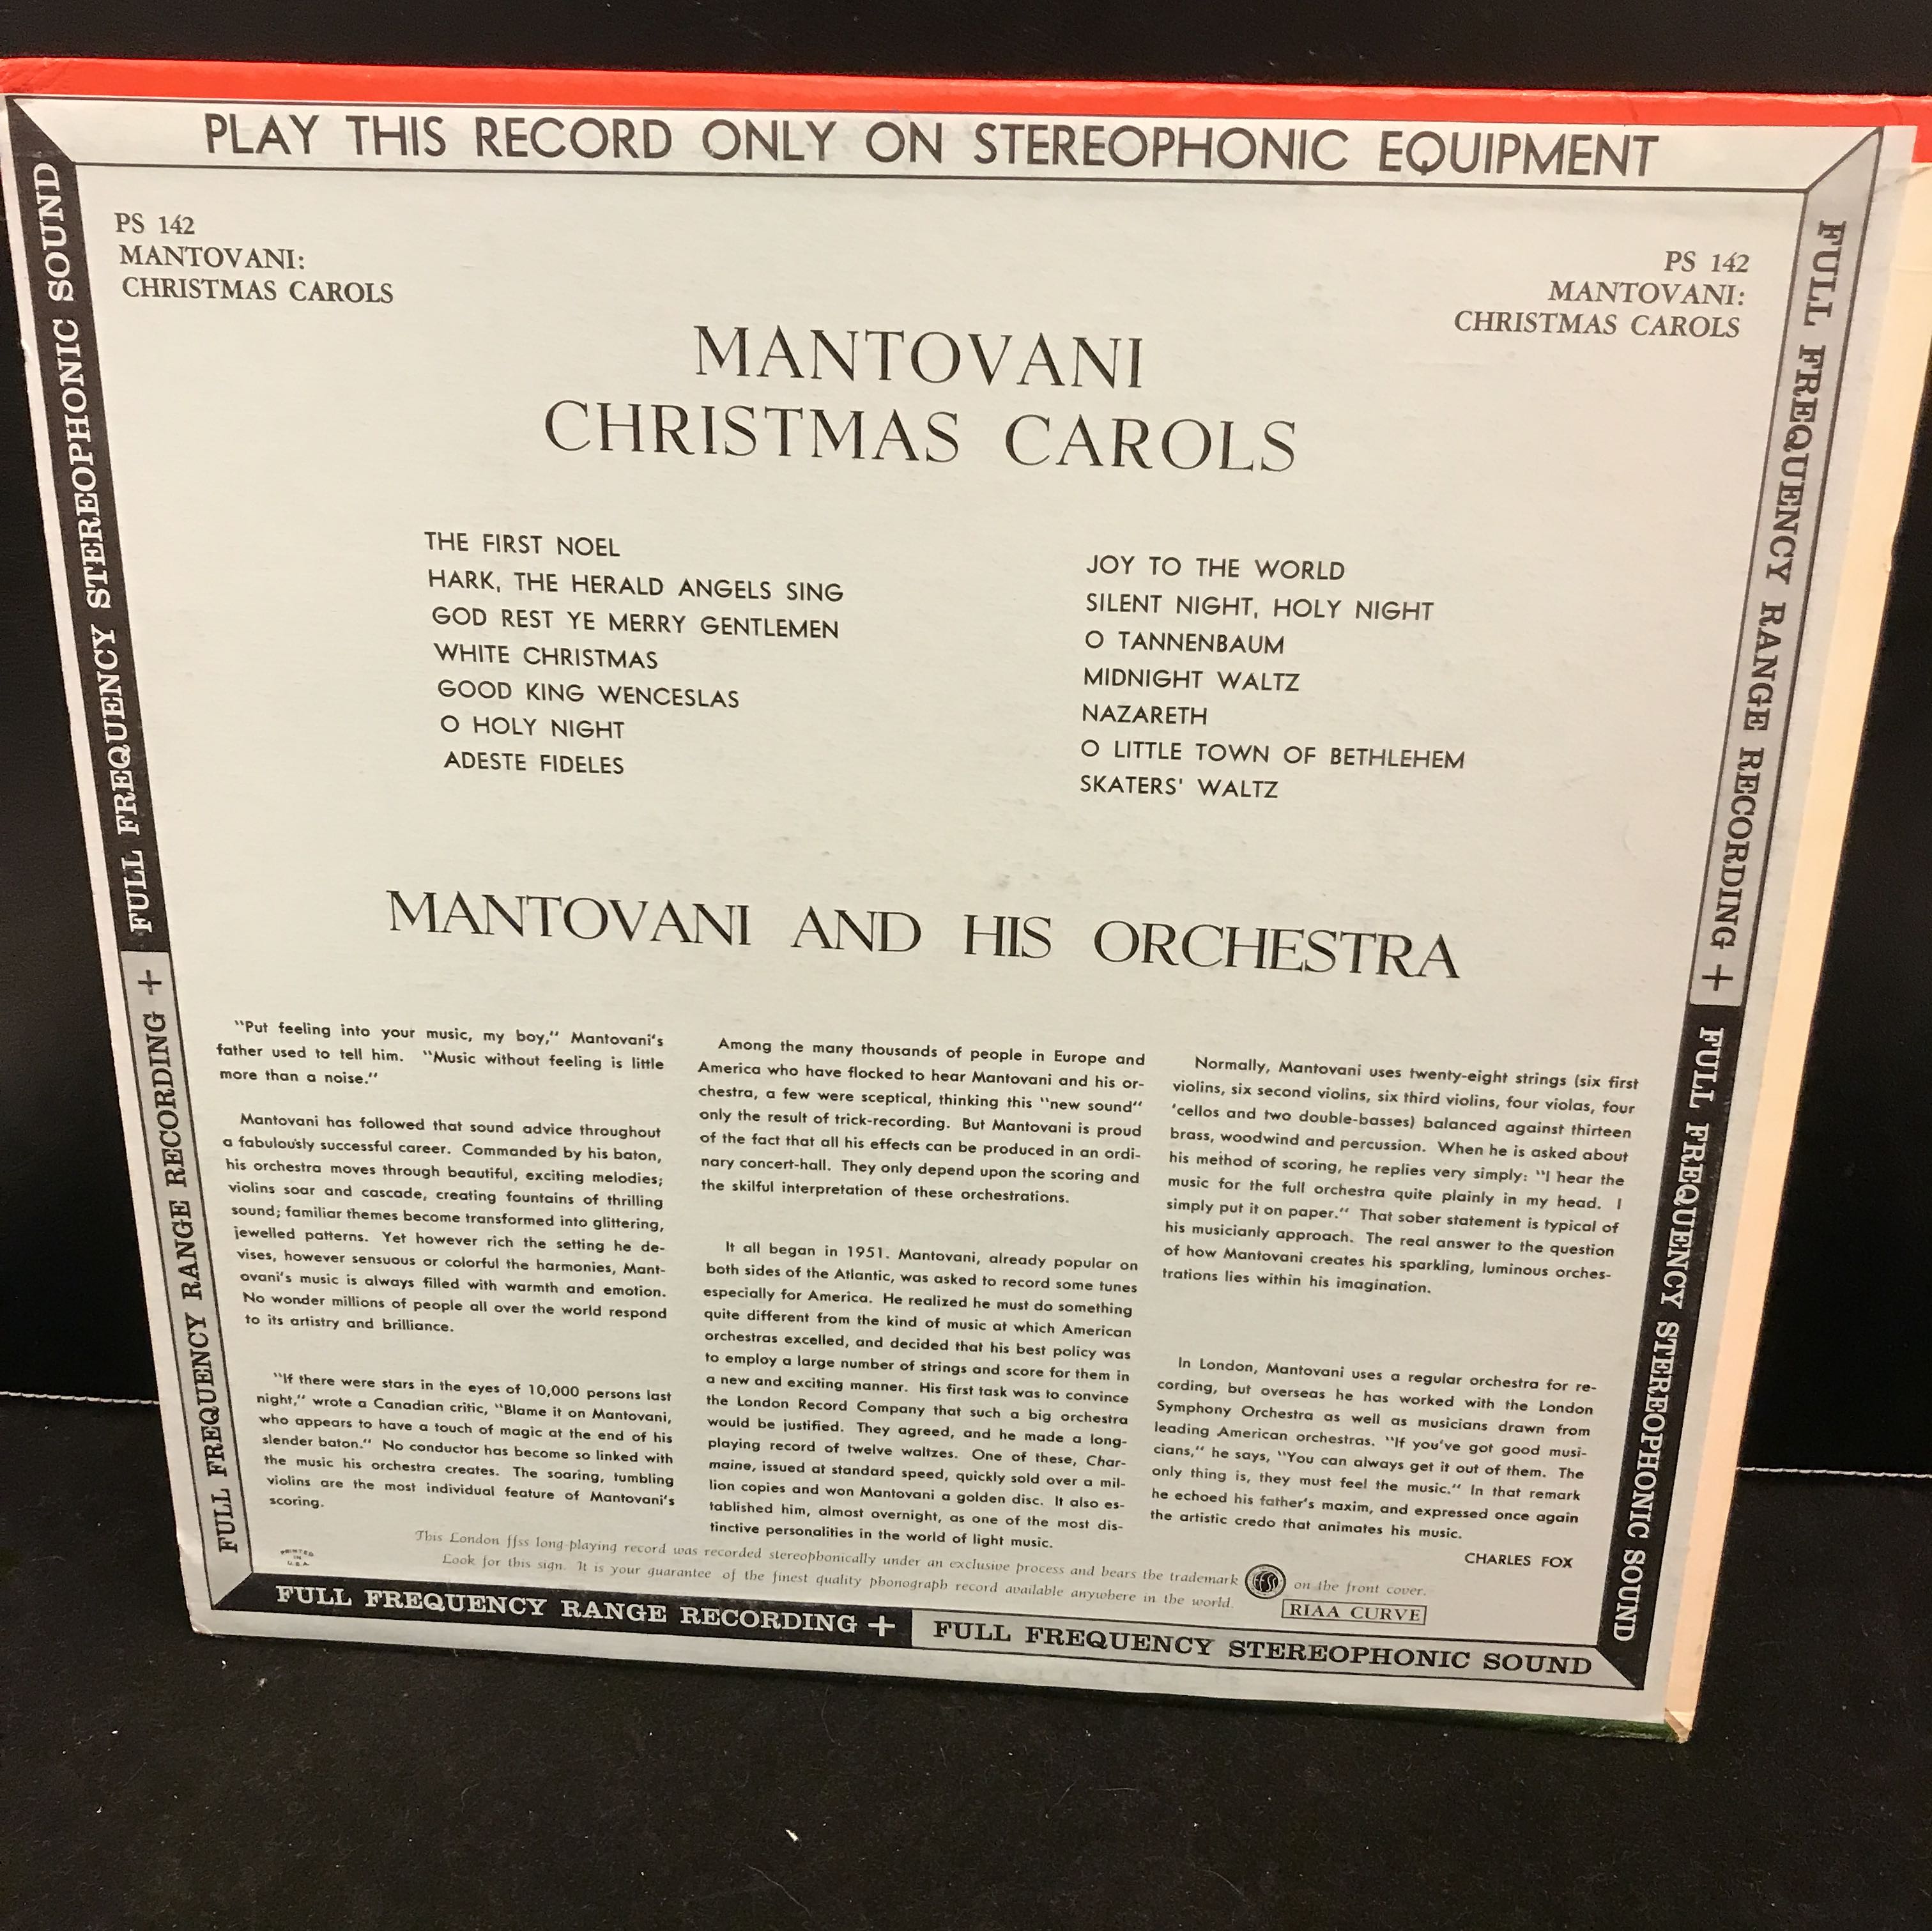 PLAY THIS RECORD ONLY ON STEREOPHONIC EQUIPMENT
FULL FREQUENCY STEREOPHONIC SOUND
FULL FREQUENCY RANGE RECORDING +
PS 142
MANTOVANI:
CHRISTMAS CAROLS
PS 142
MANTOVANI:
CHRISTMAS CAROLS
MANTOVANI
CHRISTMAS CAROLS
THE FIRST NOEL
HARK, THE HERALD ANGELS SING
GOD REST YE MERRY GENTLEMEN
WHITE CHRISTMAS
GOOD KING WENCESLAS
O HOLY NIGHT
ADESTE FIDELES
JOY TO THE WORLD
SILENT NIGHT, HOLY NIGHT
O TANNENBAUM
MIDNIGHT WALTZ
NAZARETH
O LITTLE TOWN OF BETHLEHEM
SKATERS' WALTZ
MANTOVANI AND HIS ORCHESTRA
"Put feeling into your music, my boy," Mantovani's
father used to tell him. "Music without feeling is little
more than a noise."
Mantovani has followed that sound advice throughout
a fabulously successful career. Commanded by his baton,
his orchestra moves through beautiful, exciting melodies;
violins soar and cascade, creating fountains of thrilling
sound; familiar themes become transformed into glittering,
jewelled patterns. Yet however rich the setting he de-
vises, however sensuous or colorful the harmonies, Mant-
ovani's music is always filled with warmth and emotion.
No wonder millions of people all over the world respond
to its artistry and brilliance.
"If there were stars in the eyes of 10,000 persons last
night," wrote a Canadian critic, "Blame it on Mantovani,
who appears to have a touch of magic at the end of his
slender baton." No conductor has become so linked with
the music his orchestra creates. The soaring, tumbling
violins are the most individual feature of Mantovani's
scoring.
Among the many thousands of people in Europe and
America who have flocked to hear Mantovani and his or-
chestra, a few were sceptical, thinking this "new sound"
only the result of trick-recording. But Mantovani is proud
of the fact that all his effects can be produced in an ordi-
nary concert-hall. They only depend upon the scoring and
the skilful interpretation of these orchestrations.
It all began in 1951. Mantovani, already popular on
both sides of the Atlantic, was asked to record some tunes
especially for America. He realized he must do something
quite different from the kind of music at which American
orchestras excelled, and decided that his best policy was
to employ a large number of strings and score for them in
a new and exciting manner. His first task was to convince
the London Record Company that such a big orchestra
would be justified. They agreed, and he made a long-
playing record of twelve waltzes. One of these, Char-
maine, issued at standard speed, quickly sold over a mil-
lion copies and won Mantovani a golden disc. It also es-
tablished him, almost overnight, as one of the most dis-
tinctive personalities in the world of light music.
Normally, Mantovani uses twenty-eight strings (six first
violins, six second violins, six third violins, four violas, four
'cellos and two double-basses) balanced against thirteen
brass, woodwind and percussion. When he is asked about
his method of scoring, he replies very simply: "I hear the
music for the full orchestra quite plainly in my head. I
simply put it on paper." That sober statement is typical of
his musicianly approach. The real answer to the question
of how Mantovani creates his sparkling, luminous orches-
trations lies within his imagination.
In London, Mantovani uses a regular orchestra for re-
cording, but overseas he has worked with the London
Symphony Orchestra as well as musicians drawn from
leading American orchestras. "If you've got good musi-
cians," he says, "You can always get it out of them. The
only thing is, they must feel the music." In that remark
he echoed his father's maxim, and expressed once again
the artistic credo that animates his music.
CHARLES FOX
PRINTED
IN
U.S.A.
This London ffss long-playing record was recorded stereophonically under an exclusive process and bears the trademark ffss on the front cover.
Look for this sign. It is your guarantee of the finest quality phonograph record available anywhere in the world.
RIAA CURVE
FULL FREQUENCY RANGE RECORDING +
FULL FREQUENCY STEREOPHONIC SOUND
FULL FREQUENCY RANGE RECORDING +
FULL FREQUENCY STEREOPHONIC SOUND